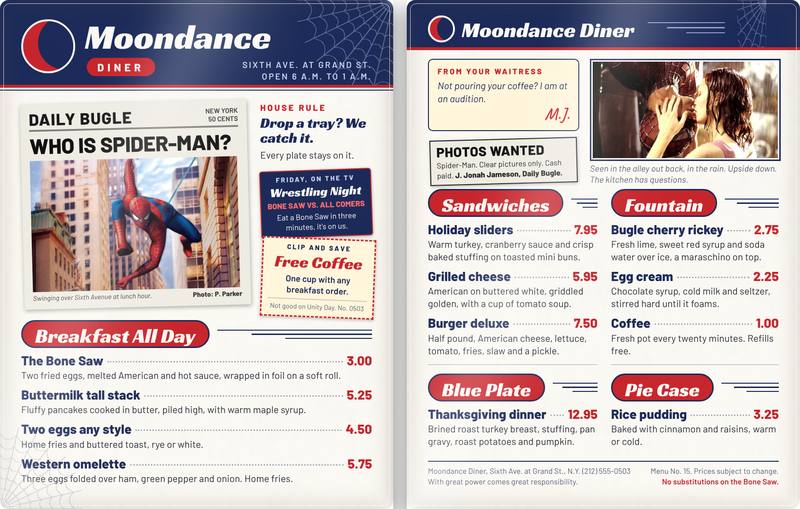 Moondance
DINER
SIXTH AVE. AT GRAND ST.
OPEN 6 A.M. TO 1 A.M.
DAILY BUGLE
NEW YORK
50 CENTS
WHO IS SPIDER-MAN?
Swinging over Sixth Avenue at lunch hour.
Photo: P. Parker
HOUSE RULE
Drop a tray? We
catch it.
Every plate stays on it.
FRIDAY, ON THE TV
Wrestling Night
BONE SAW VS. ALL COMERS
Eat a Bone Saw in three
minutes, it's on us.
CLIP AND SAVE
Free Coffee
One cup with any
breakfast order.
Not good on Unity Day. No. 0503
Breakfast All Day
The Bone Saw 3.00
Two fried eggs, melted American and hot sauce, wrapped in foil on a soft roll.
Buttermilk tall stack 5.25
Fluffy pancakes cooked in butter, piled high, with warm maple syrup.
Two eggs any style 4.50
Home fries and buttered toast, rye or white.
Western omelette 5.75
Three eggs folded over ham, green pepper and onion. Home fries.
Moondance Diner
FROM YOUR WAITRESS
Not pouring your coffee? I am at
an audition.
M.J.
PHOTOS WANTED
Spider-Man. Clear pictures only. Cash
paid. J. Jonah Jameson, Daily Bugle.
Seen in the alley out back, in the rain. Upside down.
The kitchen has questions.
Sandwiches
Holiday sliders 7.95
Warm turkey, cranberry sauce and crisp
baked stuffing on toasted mini buns.
Grilled cheese 5.95
American on buttered white, griddled
golden, with a cup of tomato soup.
Burger deluxe 7.50
Half pound, American cheese, lettuce,
tomato, fries, slaw and a pickle.
Fountain
Bugle cherry rickey 2.75
Fresh lime, sweet red syrup and soda
water over ice, a maraschino on top.
Egg cream 2.25
Chocolate syrup, cold milk and seltzer,
stirred hard until it foams.
Coffee 1.00
Fresh pot every twenty minutes. Refills
free.
Blue Plate
Thanksgiving dinner 12.95
Brined roast turkey breast, stuffing, pan
gravy, roast potatoes and pumpkin.
Pie Case
Rice pudding 3.25
Baked with cinnamon and raisins, warm
or cold.
Moondance Diner, Sixth Ave. at Grand St., N.Y. (212) 555-0503
With great power comes great responsibility.
Menu No. 15. Prices subject to change.
No substitutions on the Bone Saw.